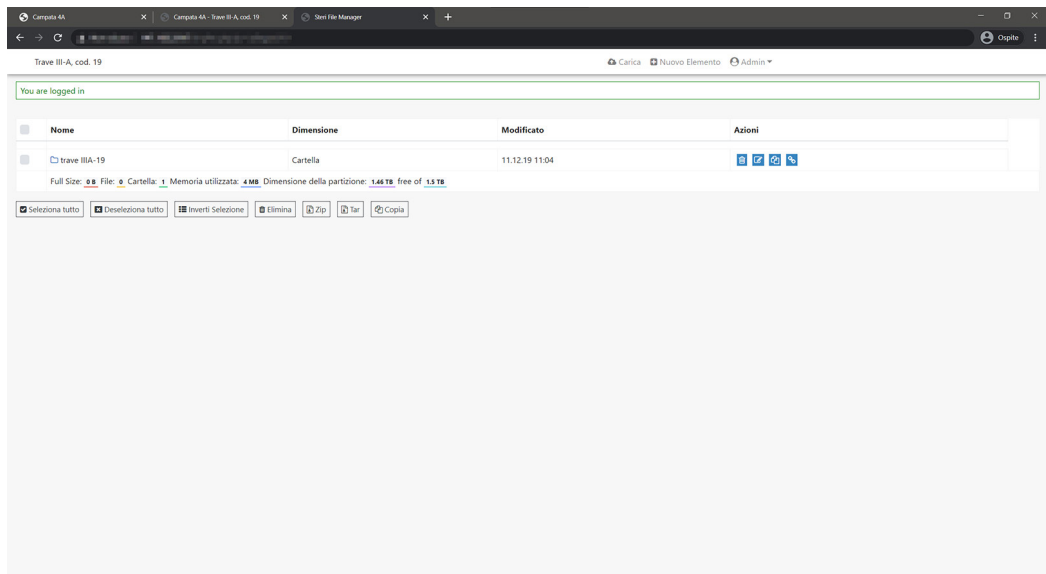 Campata 4A
Campata 4A - Trave III-A, cod. 19
Steri File Manager
Ospite
Trave III-A, cod. 19
Carica
Nuovo Elemento
Admin
You are logged in
Nome Dimensione Modificato Azioni
trave IIIA-19 Cartella 11.12.19 11:04
Full Size: 0 B File: 0 Cartella: 1 Memoria utilizzata: 4 MB Dimensione della partizione: 1.46 TB free of 1.5 TB
Seleziona tutto Deseleziona tutto Inverti Selezione Elimina Zip Tar Copia